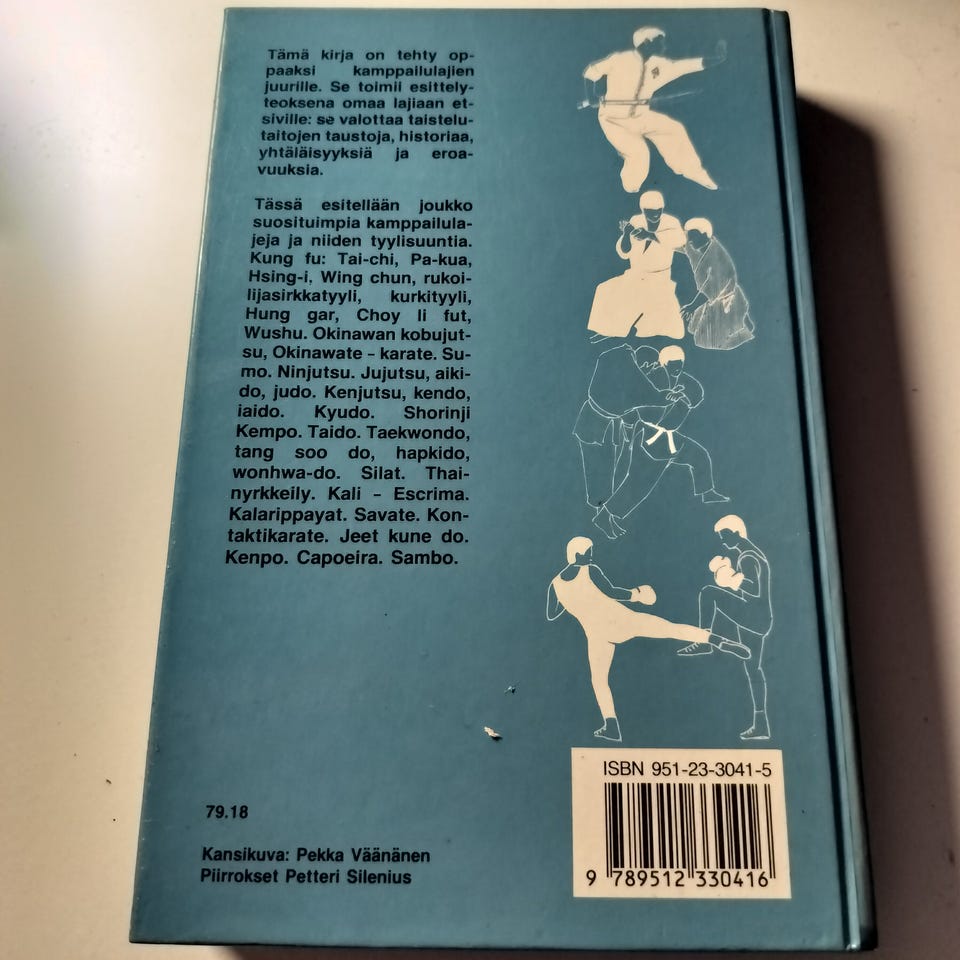 Tämä kirja on tehty op-
paaksi kamppailulajien
juurille. Se toimii esittely-
teoksena omaa lajiaan et-
siville: se valottaa taistelu-
taitojen taustoja, historiaa,
yhtäläisyyksiä ja eroa-
vuuksia.
Tässä esitellään joukko
suosituimpia kamppailula-
jeja ja niiden tyylisuuntia.
Kung fu: Tai-chi, Pa-kua,
Hsing-i, Wing chun, rukoi-
lijasirkkatyyli, kurkityyli,
Hung gar, Choy li fut,
Wushu. Okinawan kobujut-
su, Okinawate - karate. Su-
mo. Ninjutsu. Jujutsu, aiki-
do, judo. Kenjutsu, kendo,
iaido. Kyudo. Shorinji
Kempo. Taido. Taekwondo,
tang soo do, hapkido,
wonhwa-do. Silat. Thai-
nyrkkeily. Kali - Escrima.
Kalarippayat. Savate. Kon-
taktikarate. Jeet kune do.
Kenpo. Capoeira. Sambo.
79.18
Kansikuva: Pekka Väänänen
Piirrokset Petteri Silenius
ISBN 951-23-3041-5
9 789512 330416